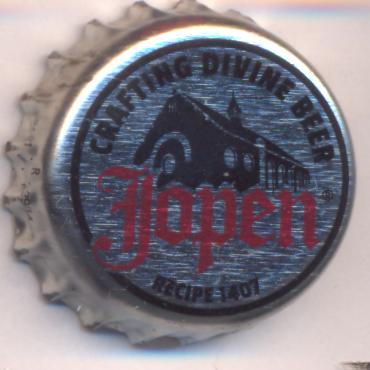 CRAFTING DIVINE BEER
Jopen
®
RECIPE 1407